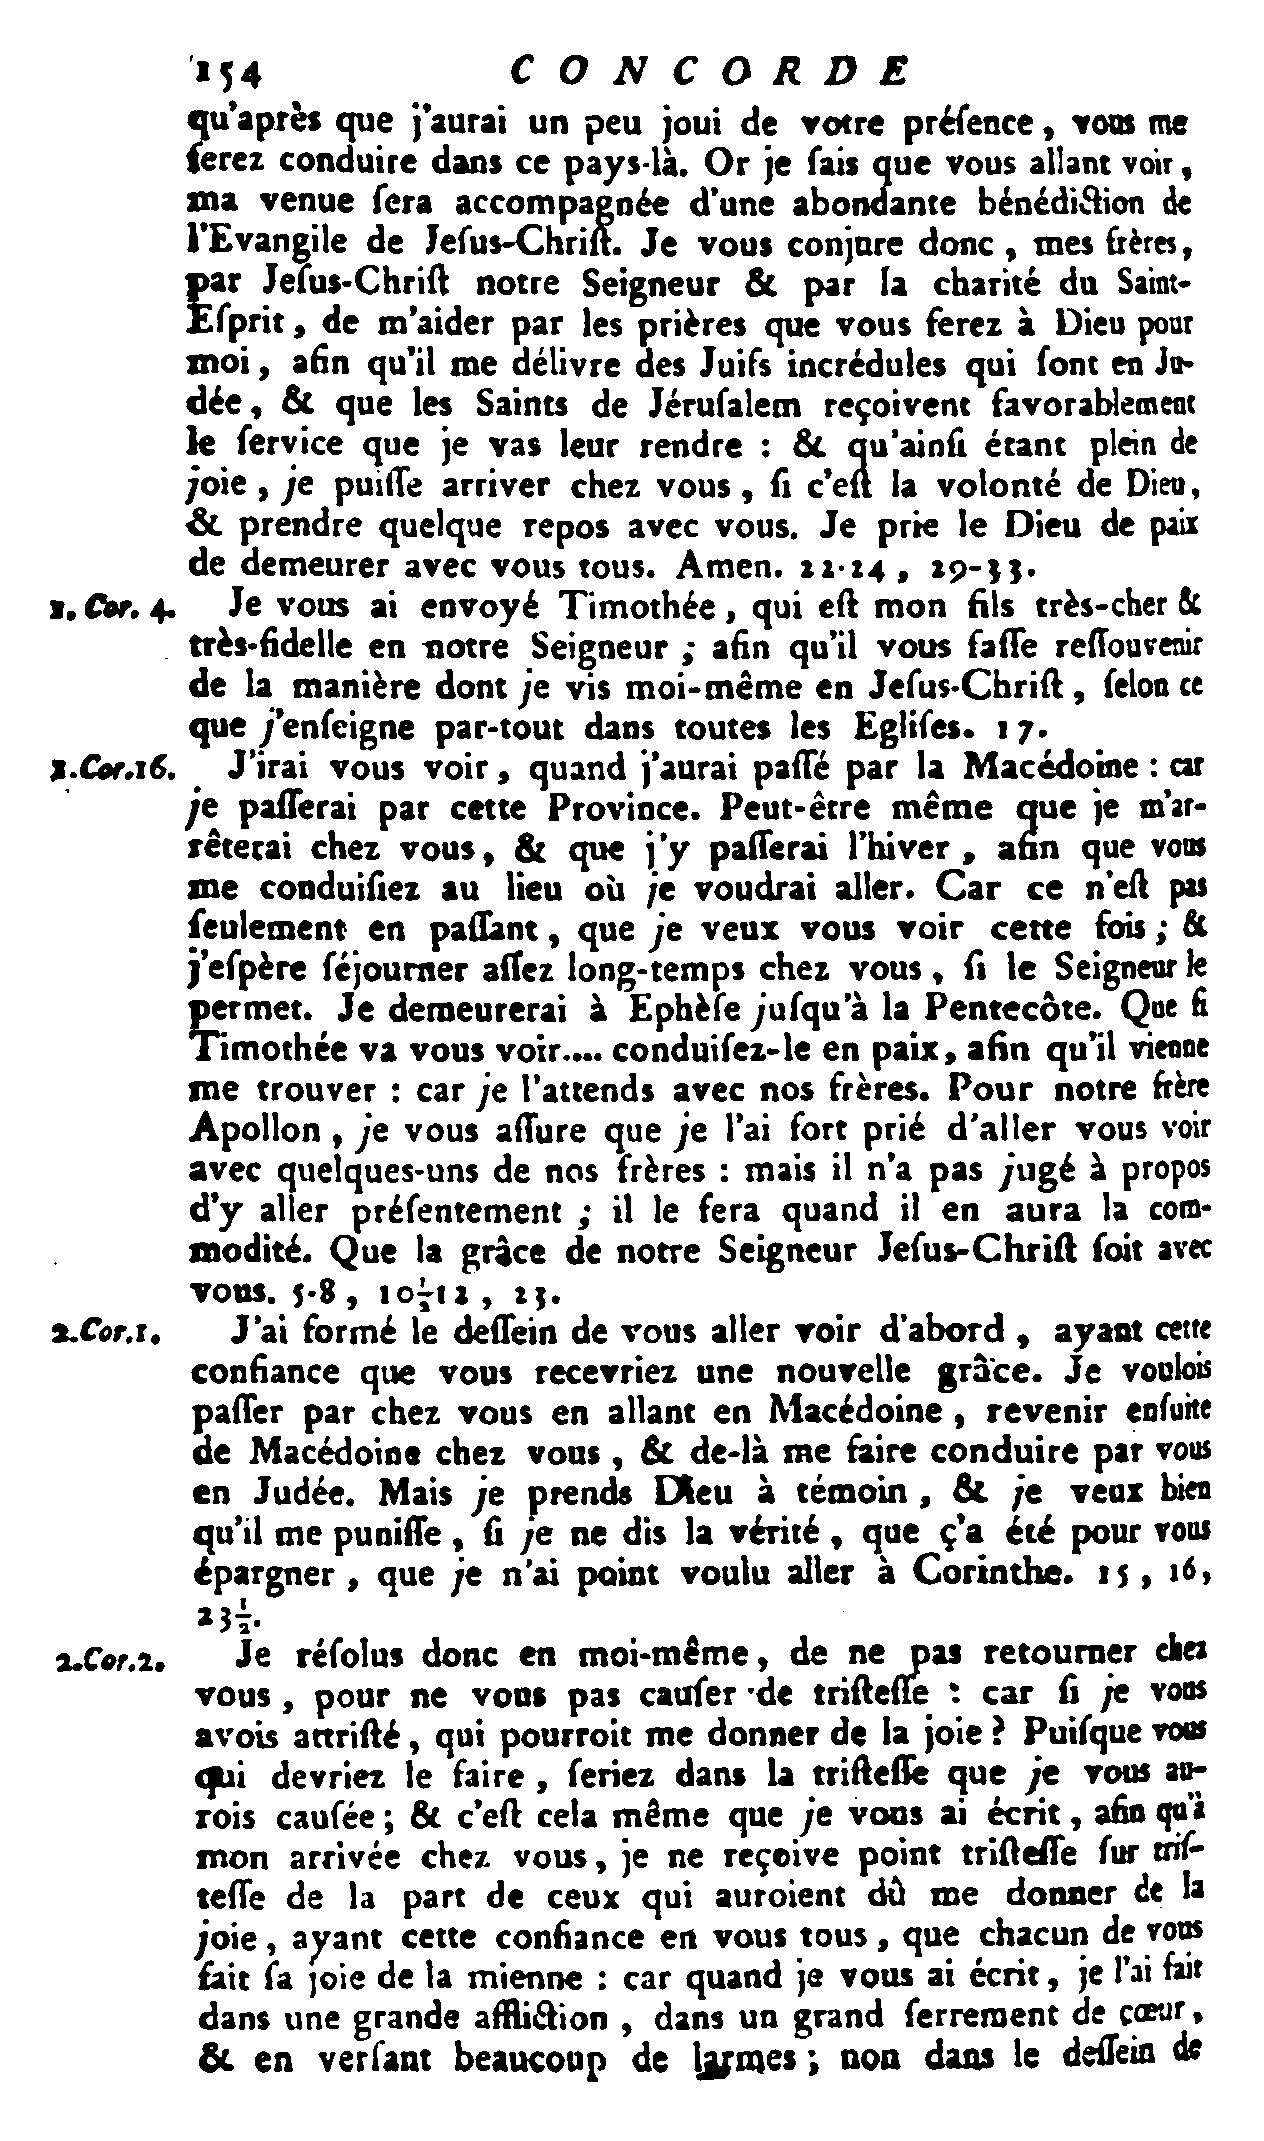 154 CONCORDE
qu'après que j'aurai un peu joui de votre préſence, vous me
ferez conduire dans ce pays-là. Or je ſais que vous allant voir,
ma venue ſera accompagnée d'une abondante bénédiction de
l'Evangile de Jeſus-Chriſt. Je vous conjure donc, mes frères,
par Jeſus-Chriſt notre Seigneur & par la charité du Saint-
Eſprit, de m'aider par les prières que vous ferez à Dieu pour
moi, afin qu'il me délivre des Juifs incrédules qui ſont en Ju-
dée, & que les Saints de Jéruſalem reçoivent favorablement
le ſervice que je vas leur rendre : & qu'ainſi étant plein de
joie, je puiſſe arriver chez vous, ſi c'eſt la volonté de Dieu,
& prendre quelque repos avec vous. Je prie le Dieu de paix
de demeurer avec vous tous. Amen. 22-24, 29-33.
1. Cor. 4. Je vous ai envoyé Timothée, qui eſt mon fils très-cher &
très-fidelle en notre Seigneur; afin qu'il vous faſſe reſſouvenir
de la manière dont je vis moi-même en Jeſus-Chriſt, ſelon ce
que j'enſeigne par-tout dans toutes les Egliſes. 17.
1.Cor.16. J'irai vous voir, quand j'aurai paſſé par la Macédoine : car
je paſſerai par cette Province. Peut-être même que je m'ar-
rêterai chez vous, & que j'y paſſerai l'hiver, afin que vous
me conduiſiez au lieu où je voudrai aller. Car ce n'eſt pas
ſeulement en paſſant, que je veux vous voir cette fois; &
j'eſpère ſéjourner aſſez long-temps chez vous, ſi le Seigneur le
permet. Je demeurerai à Ephèſe juſqu'à la Pentecôte. Que ſi
Timothée va vous voir.... conduiſez-le en paix, afin qu'il vienne
me trouver : car je l'attends avec nos frères. Pour notre frère
Apollon, je vous aſſure que je l'ai fort prié d'aller vous voir
avec quelques-uns de nos frères : mais il n'a pas jugé à propos
d'y aller préſentement; il le fera quand il en aura la com-
modité. Que la grâce de notre Seigneur Jeſus-Chriſt ſoit avec
vous. 5-8, 10½-12, 23.
2.Cor.1. J'ai formé le deſſein de vous aller voir d'abord, ayant cette
confiance que vous recevriez une nouvelle grâce. Je voulois
paſſer par chez vous en allant en Macédoine, revenir enſuite
de Macédoine chez vous, & de-là me faire conduire par vous
en Judée. Mais je prends Dieu à témoin, & je veux bien
qu'il me puniſſe, ſi je ne dis la vérité, que ç'a été pour vous
épargner, que je n'ai point voulu aller à Corinthe. 15, 16,
23½.
2.Cor.2. Je réſolus donc en moi-même, de ne pas retourner chez
vous, pour ne vous pas cauſer de triſteſſe : car ſi je vous
avois attriſté, qui pourroit me donner de la joie? Puiſque vous
qui devriez le faire, ſeriez dans la triſteſſe que je vous au-
rois cauſée; & c'eſt cela même que je vous ai écrit, afin qu'à
mon arrivée chez vous, je ne reçoive point triſteſſe ſur triſ-
teſſe de la part de ceux qui auroient dû me donner de la
joie, ayant cette confiance en vous tous, que chacun de vous
fait ſa joie de la mienne : car quand je vous ai écrit, je l'ai fait
dans une grande affliction, dans un grand ſerrement de cœur,
& en verſant beaucoup de larmes; non dans le deſſein de